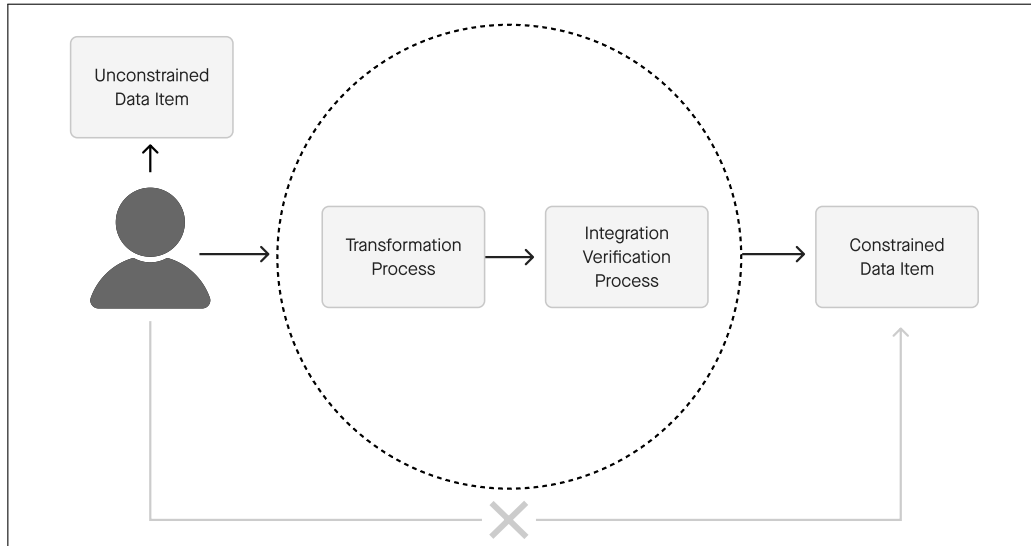 Unconstrained
Data Item
Transformation
Process
Integration
Verification
Process
Constrained
Data Item